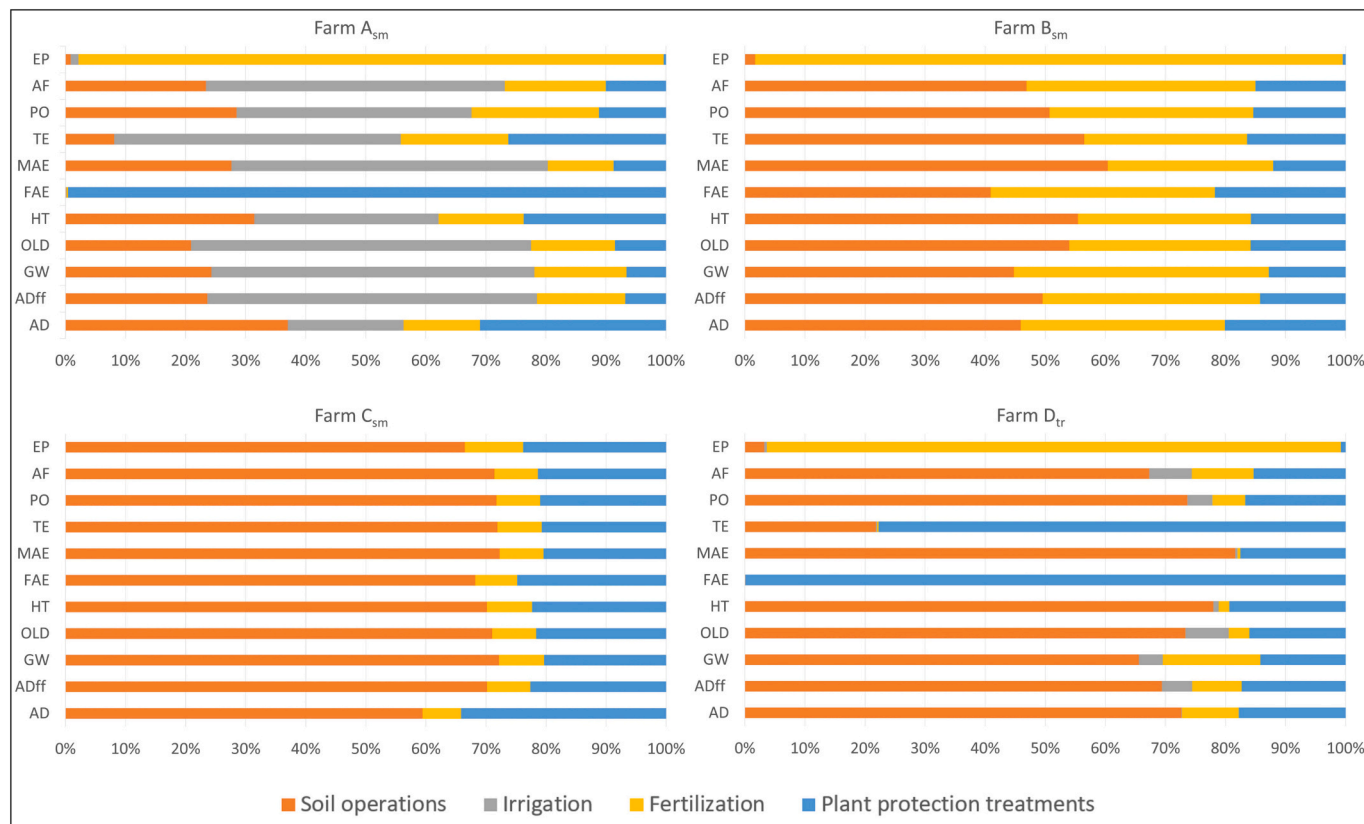 Farm Asm
EP
AF
PO
TE
MAE
FAE
HT
OLD
GW
ADff
AD
0% 10% 20% 30% 40% 50% 60% 70% 80% 90% 100%
Farm Bsm
EP
AF
PO
TE
MAE
FAE
HT
OLD
GW
ADff
AD
0% 10% 20% 30% 40% 50% 60% 70% 80% 90% 100%
Farm Csm
EP
AF
PO
TE
MAE
FAE
HT
OLD
GW
ADff
AD
0% 10% 20% 30% 40% 50% 60% 70% 80% 90% 100%
Farm Dtr
EP
AF
PO
TE
MAE
FAE
HT
OLD
GW
ADff
AD
0% 10% 20% 30% 40% 50% 60% 70% 80% 90% 100%
Soil operations Irrigation Fertilization Plant protection treatments